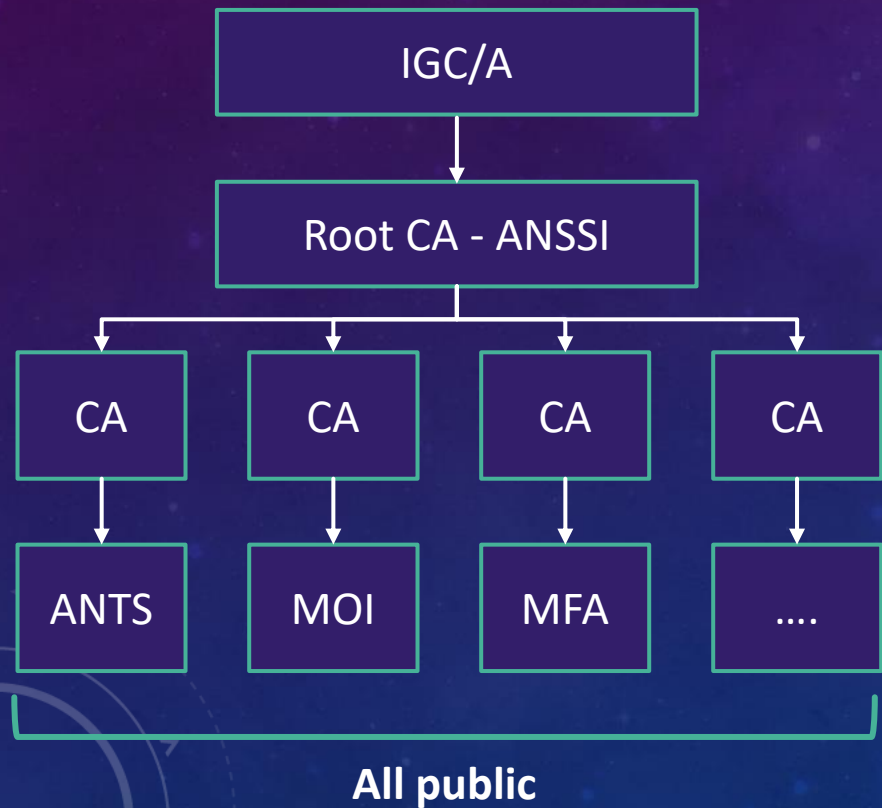 IGC/A
Root CA - ANSSI
CA
CA
CA
CA
ANTS
MOI
MFA
....
All public